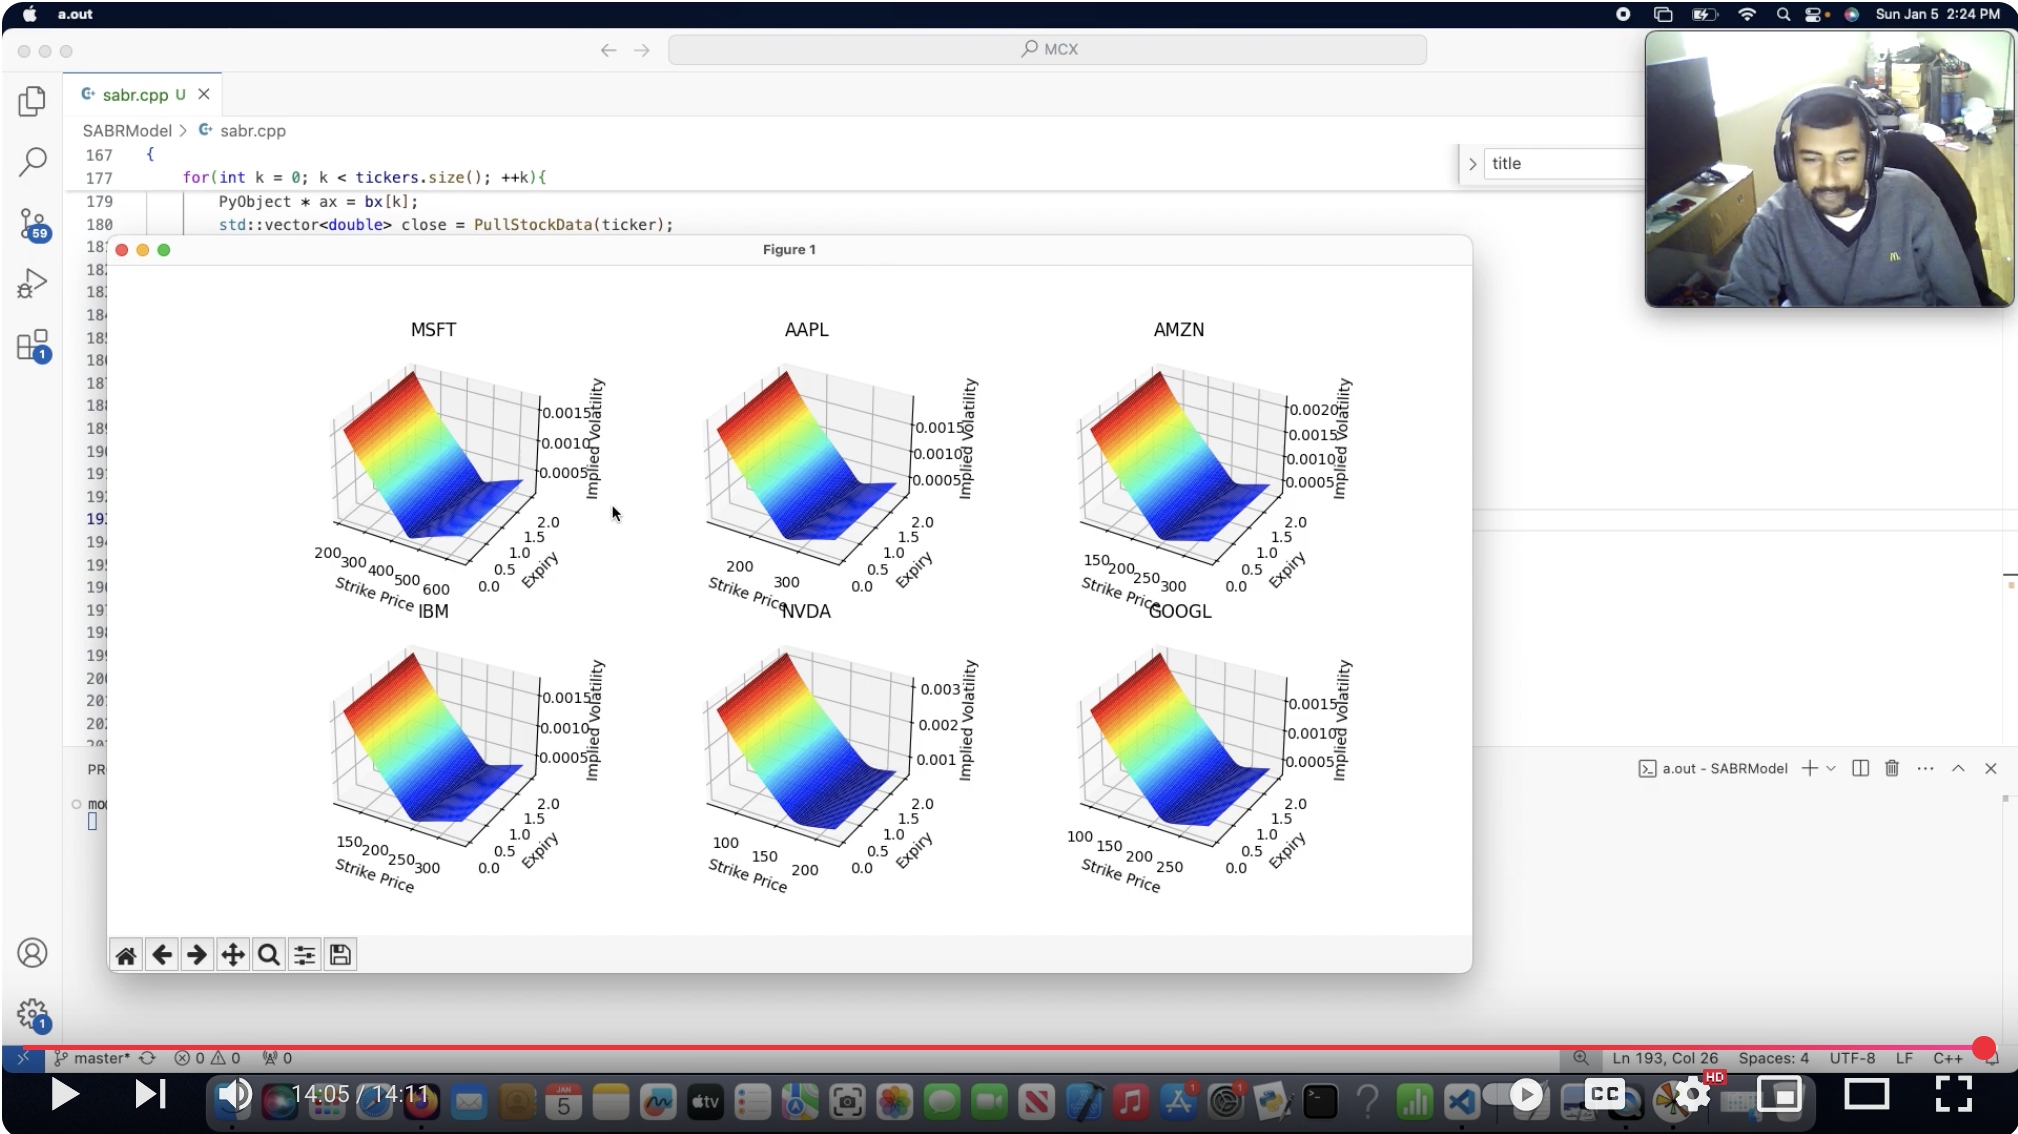 a.out
Sun Jan 5 2:24 PM
MCX
sabr.cpp U
SABRModel > sabr.cpp
title
167 {
177 for(int k = 0; k < tickers.size(); ++k){
179 PyObject * ax = bx[k];
180 std::vector<double> close = PullStockData(ticker);
59
1
Figure 1
MSFT
0.0015
0.0010
0.0005
Implied Volatility
200 300 400 500 600
Strike Price
0.0 0.5 1.0 1.5 2.0
Expiry
AAPL
0.0015
0.0010
0.0005
Implied Volatility
200 300
Strike Price
0.0 0.5 1.0 1.5 2.0
Expiry
AMZN
0.0020
0.0015
0.0010
0.0005
Implied Volatility
150 200 250 300
Strike Price
0.0 0.5 1.0 1.5 2.0
Expiry
IBM
0.0015
0.0010
0.0005
Implied Volatility
150 200 250 300
Strike Price
0.0 0.5 1.0 1.5 2.0
Expiry
NVDA
0.003
0.002
0.001
Implied Volatility
100 150 200
Strike Price
0.0 0.5 1.0 1.5 2.0
Expiry
GOOGL
0.0015
0.0010
0.0005
Implied Volatility
100 150 200 250
Strike Price
0.0 0.5 1.0 1.5 2.0
Expiry
a.out - SABRModel
1
master* 0 0 0
Ln 193, Col 26 Spaces: 4 UTF-8 LF C++
14:05 / 14:11
JAN
5
tv
1
1
CC
HD